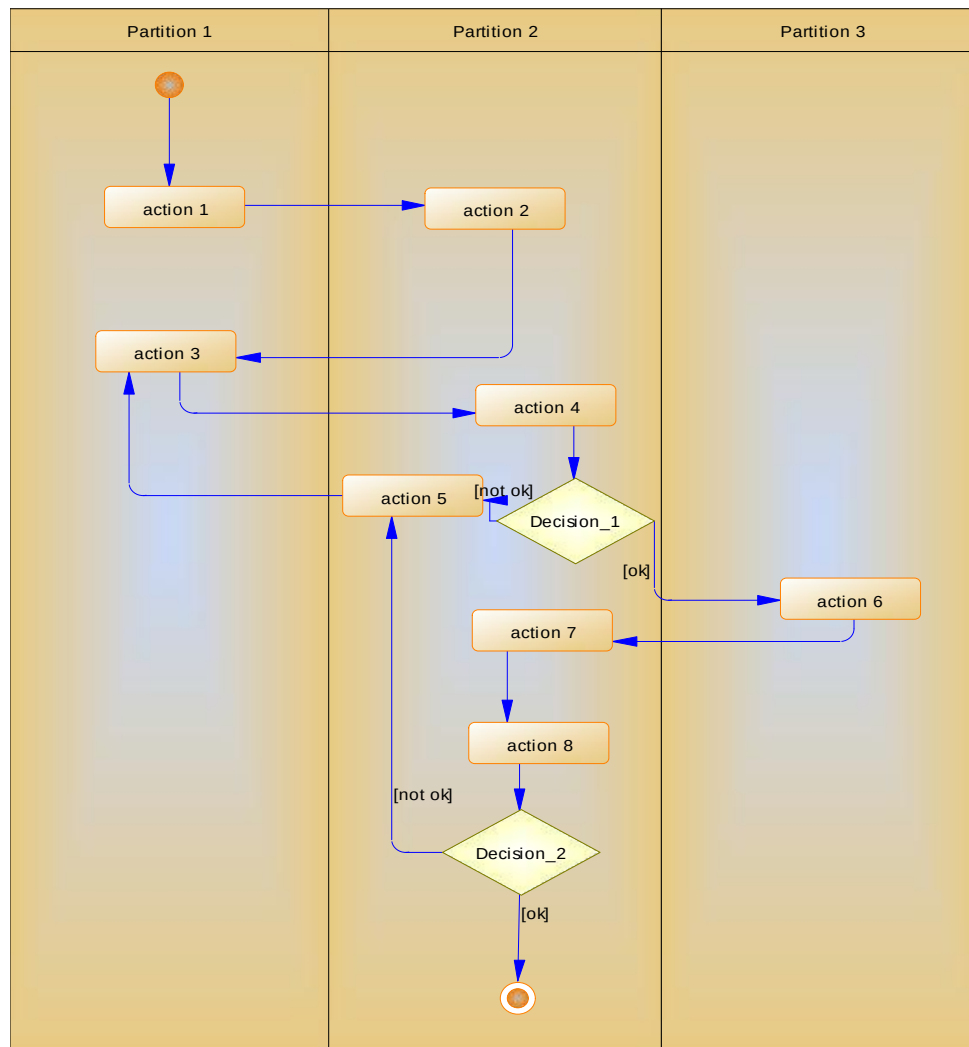 Partition 1
Partition 2
Partition 3
action 1
action 2
action 3
action 4
action 5
[not ok]
Decision_1
[ok]
action 6
action 7
action 8
[not ok]
Decision_2
[ok]